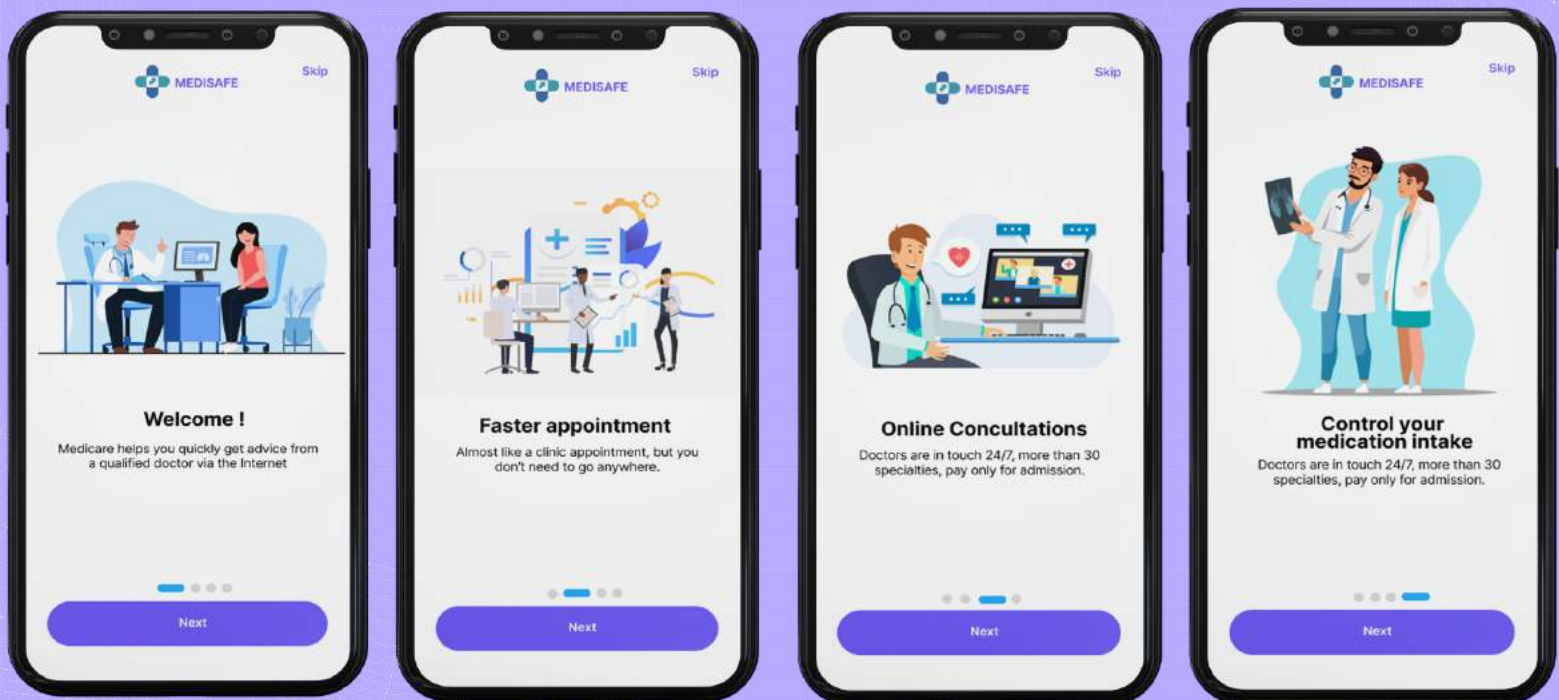 MEDISAFE
Skip
Welcome !
Medicare helps you quickly get advice from
a qualified doctor via the Internet
Next
MEDISAFE
Skip
Faster appointment
Almost like a clinic appointment, but you
don't need to go anywhere.
Next
MEDISAFE
Skip
Online Concultations
Doctors are in touch 24/7, more than 30
specialties, pay only for admission.
Next
MEDISAFE
Skip
Control your
medication intake
Doctors are in touch 24/7, more than 30
specialties, pay only for admission.
Next